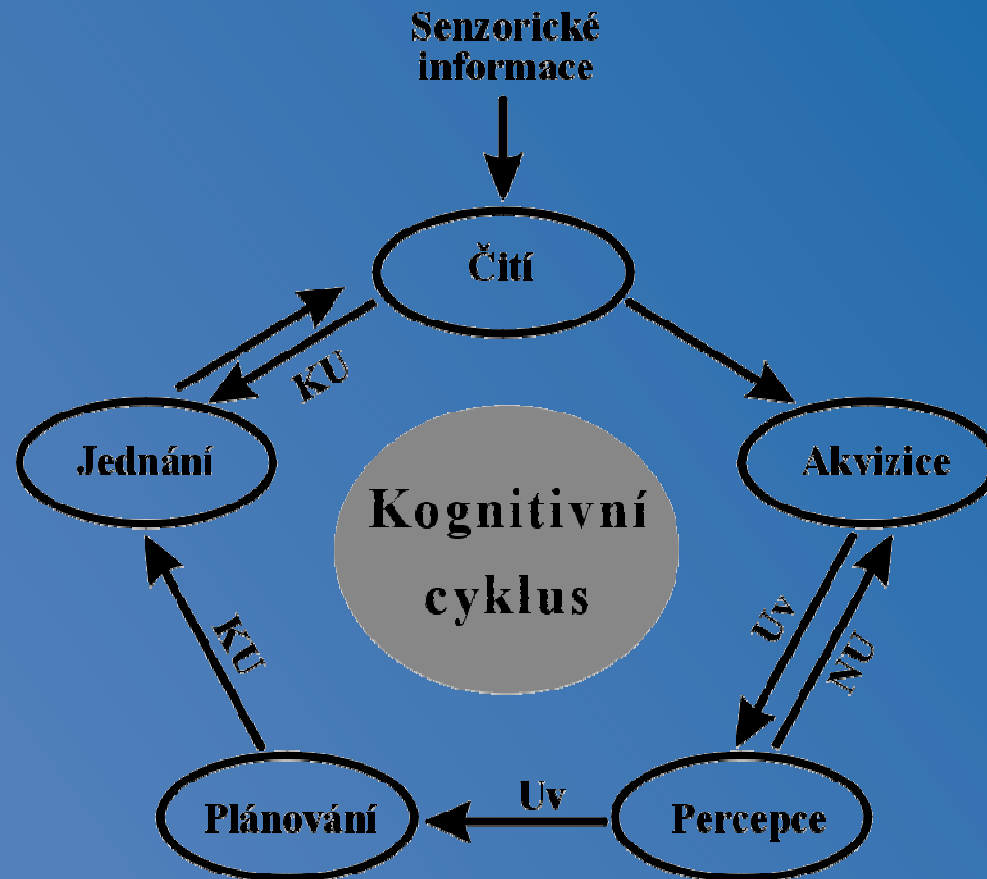 Senzorické
informace
Čití
KU
Jednání
Akvizice
Kognitivní
cyklus
Uv
NU
KU
Uv
Plánování
Percepce